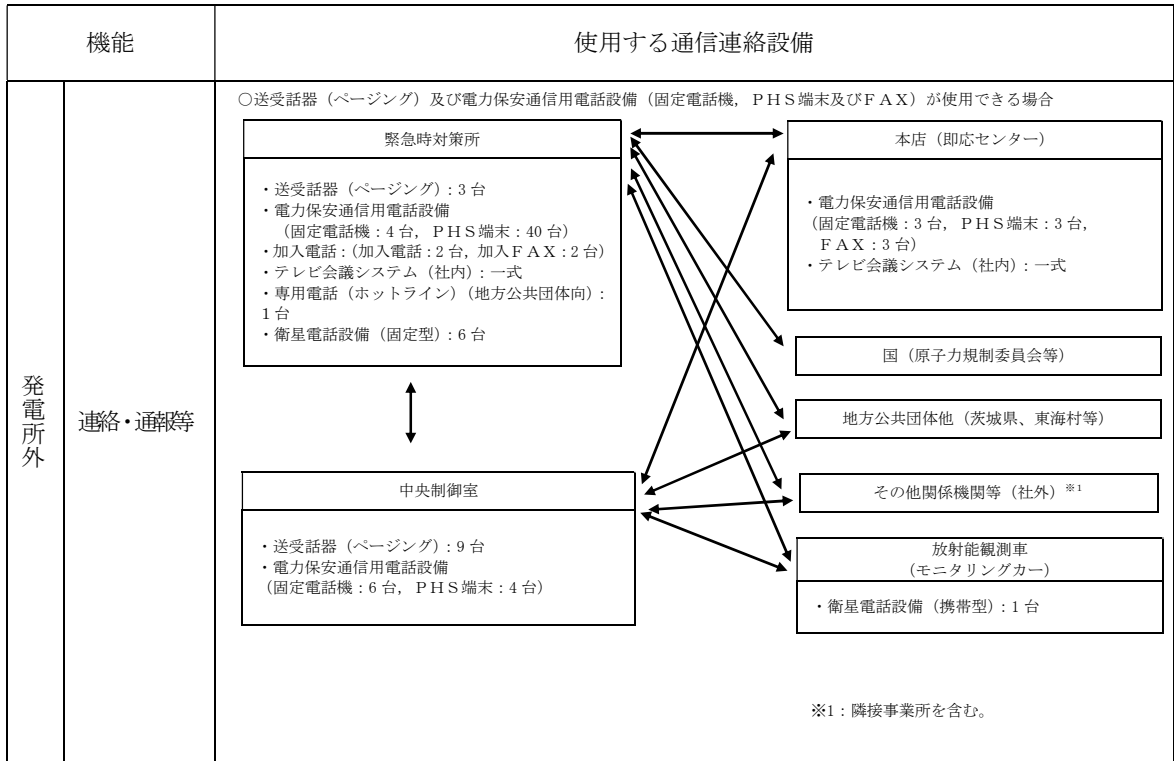 機能
使用する通信連絡設備
発電所外
連絡・通報等
○送受話器（ページング）及び電力保安通信用電話設備（固定電話機，ＰＨＳ端末及びＦＡＸ）が使用できる場合
緊急時対策所
・送受話器（ページング）：3台
・電力保安通信用電話設備
（固定電話機：4台，ＰＨＳ端末：40台）
・加入電話：（加入電話：2台，加入ＦＡＸ：2台）
・テレビ会議システム（社内）：一式
・専用電話（ホットライン）（地方公共団体向）：
1台
・衛星電話設備（固定型）：6台
中央制御室
・送受話器（ページング）：9台
・電力保安通信用電話設備
（固定電話機：6台，ＰＨＳ端末：4台）
本店（即応センター）
・電力保安通信用電話設備
（固定電話機：3台，ＰＨＳ端末：3台，
ＦＡＸ：3台）
・テレビ会議システム（社内）：一式
国（原子力規制委員会等）
地方公共団体他（茨城県、東海村等）
その他関係機関等（社外）※1
放射能観測車
（モニタリングカー）
・衛星電話設備（携帯型）：1台
※1：隣接事業所を含む。